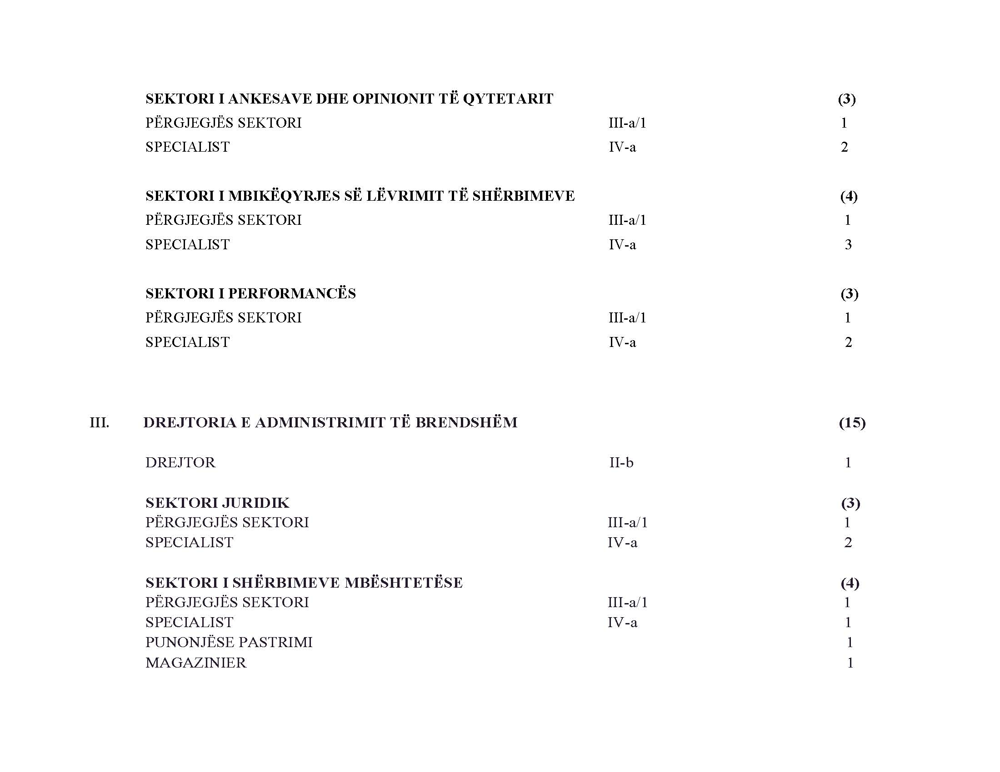 SEKTORI I ANKESAVE DHE OPINIONIT TË QYTETARIT (3)
PËRGJEGJËS SEKTORI III-a/1 1
SPECIALIST IV-a 2
SEKTORI I MBIKËQYRJES SË LËVRIMIT TË SHËRBIMEVE (4)
PËRGJEGJËS SEKTORI III-a/1 1
SPECIALIST IV-a 3
SEKTORI I PERFORMANCËS (3)
PËRGJEGJËS SEKTORI III-a/1 1
SPECIALIST IV-a 2
III. DREJTORIA E ADMINISTRIMIT TË BRENDSHËM (15)
DREJTOR II-b 1
SEKTORI JURIDIK (3)
PËRGJEGJËS SEKTORI III-a/1 1
SPECIALIST IV-a 2
SEKTORI I SHËRBIMEVE MBËSHTETËSE (4)
PËRGJEGJËS SEKTORI III-a/1 1
SPECIALIST IV-a 1
PUNONJËSE PASTRIMI 1
MAGAZINIER 1